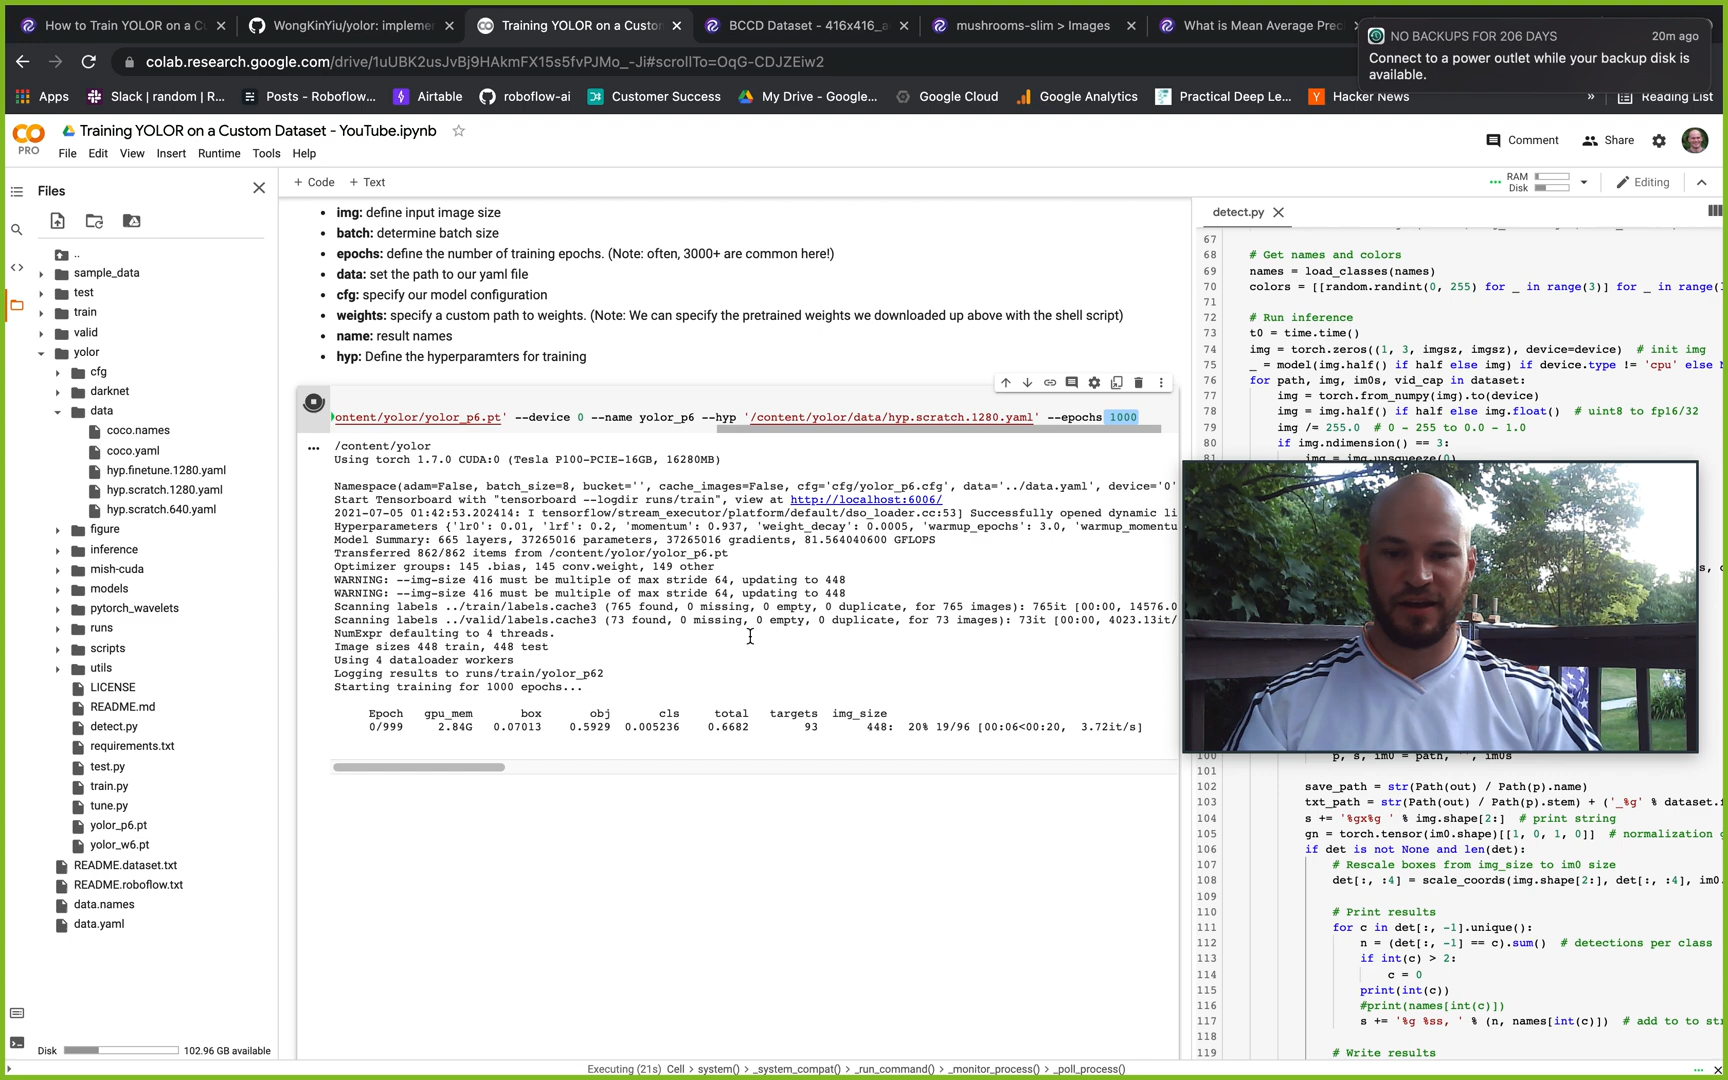 How to Train YOLOR on a C
WongKinYiu/yolor: impleme
Training YOLOR on a Custo
BCCD Dataset - 416x416_a
mushrooms-slim > Images
What is Mean Average Prec
NO BACKUPS FOR 206 DAYS
20m ago
Connect to a power outlet while your backup disk is
available.
colab.research.google.com/drive/1uUBK2usJvBj9HAkmFX15s5fvPJMo_-Ji#scrollTo=OqG-CDJZEiw2
Apps
Slack | random | R...
Posts - Roboflow...
Airtable
roboflow-ai
Customer Success
My Drive - Google...
Google Cloud
Google Analytics
Practical Deep Le...
Hacker News
»
Reading List
CO
PRO
Training YOLOR on a Custom Dataset - YouTube.ipynb
File Edit View Insert Runtime Tools Help
Comment
Share
Files
+ Code + Text
RAM
Disk
Editing
..
sample_data
test
train
valid
yolor
cfg
darknet
data
coco.names
coco.yaml
hyp.finetune.1280.yaml
hyp.scratch.1280.yaml
hyp.scratch.640.yaml
figure
inference
mish-cuda
models
pytorch_wavelets
runs
scripts
utils
LICENSE
README.md
detect.py
requirements.txt
test.py
train.py
tune.py
yolor_p6.pt
yolor_w6.pt
README.dataset.txt
README.roboflow.txt
data.names
data.yaml
Disk
102.96 GB available
• img: define input image size
• batch: determine batch size
• epochs: define the number of training epochs. (Note: often, 3000+ are common here!)
• data: set the path to our yaml file
• cfg: specify our model configuration
• weights: specify a custom path to weights. (Note: We can specify the pretrained weights we downloaded up above with the shell script)
• name: result names
• hyp: Define the hyperparamters for training
ontent/yolor/yolor_p6.pt' --device 0 --name yolor_p6 --hyp '/content/yolor/data/hyp.scratch.1280.yaml' --epochs 1000
/content/yolor
Using torch 1.7.0 CUDA:0 (Tesla P100-PCIE-16GB, 16280MB)
Namespace(adam=False, batch_size=8, bucket='', cache_images=False, cfg='cfg/yolor_p6.cfg', data='../data.yaml', device='0'
Start Tensorboard with "tensorboard --logdir runs/train", view at http://localhost:6006/
2021-07-05 01:42:53.202414: I tensorflow/stream_executor/platform/default/dso_loader.cc:53] Successfully opened dynamic li
Hyperparameters {'lr0': 0.01, 'lrf': 0.2, 'momentum': 0.937, 'weight_decay': 0.0005, 'warmup_epochs': 3.0, 'warmup_momentu
Model Summary: 665 layers, 37265016 parameters, 37265016 gradients, 81.564040600 GFLOPS
Transferred 862/862 items from /content/yolor/yolor_p6.pt
Optimizer groups: 145 .bias, 145 conv.weight, 149 other
WARNING: --img-size 416 must be multiple of max stride 64, updating to 448
WARNING: --img-size 416 must be multiple of max stride 64, updating to 448
Scanning labels ../train/labels.cache3 (765 found, 0 missing, 0 empty, 0 duplicate, for 765 images): 765it [00:00, 14576.0
Scanning labels ../valid/labels.cache3 (73 found, 0 missing, 0 empty, 0 duplicate, for 73 images): 73it [00:00, 4023.13it/
NumExpr defaulting to 4 threads.
Image sizes 448 train, 448 test
Using 4 dataloader workers
Logging results to runs/train/yolor_p62
Starting training for 1000 epochs...
Epoch gpu_mem box obj cls total targets img_size
0/999 2.84G 0.07013 0.5929 0.005236 0.6682 93 448: 20% 19/96 [00:06<00:20, 3.72it/s]
detect.py
67
68 # Get names and colors
69 names = load_classes(names)
70 colors = [[random.randint(0, 255) for _ in range(3)] for _ in range(
71
72 # Run inference
73 t0 = time.time()
74 img = torch.zeros((1, 3, imgsz, imgsz), device=device) # init img
75 _ = model(img.half() if half else img) if device.type != 'cpu' else N
76 for path, img, im0s, vid_cap in dataset:
77 img = torch.from_numpy(img).to(device)
78 img = img.half() if half else img.float() # uint8 to fp16/32
79 img /= 255.0 # 0 - 255 to 0.0 - 1.0
80 if img.ndimension() == 3:
81 img = img.unsqueeze(0)
100 p, s, im0 = path, '', im0s
101
102 save_path = str(Path(out) / Path(p).name)
103 txt_path = str(Path(out) / Path(p).stem) + ('_%g' % dataset.f
104 s += '%gx%g ' % img.shape[2:] # print string
105 gn = torch.tensor(im0.shape)[[1, 0, 1, 0]] # normalization
106 if det is not None and len(det):
107 # Rescale boxes from img_size to im0 size
108 det[:, :4] = scale_coords(img.shape[2:], det[:, :4], im0.
109
110 # Print results
111 for c in det[:, -1].unique():
112 n = (det[:, -1] == c).sum() # detections per class
113 if int(c) > 2:
114 c = 0
115 print(int(c))
116 #print(names[int(c)])
117 s += '%g %ss, ' % (n, names[int(c)]) # add to to str
118
119 # Write results
Executing (21s) Cell > system() > _system_compat() > _run_command() > _monitor_process() > _poll_process()